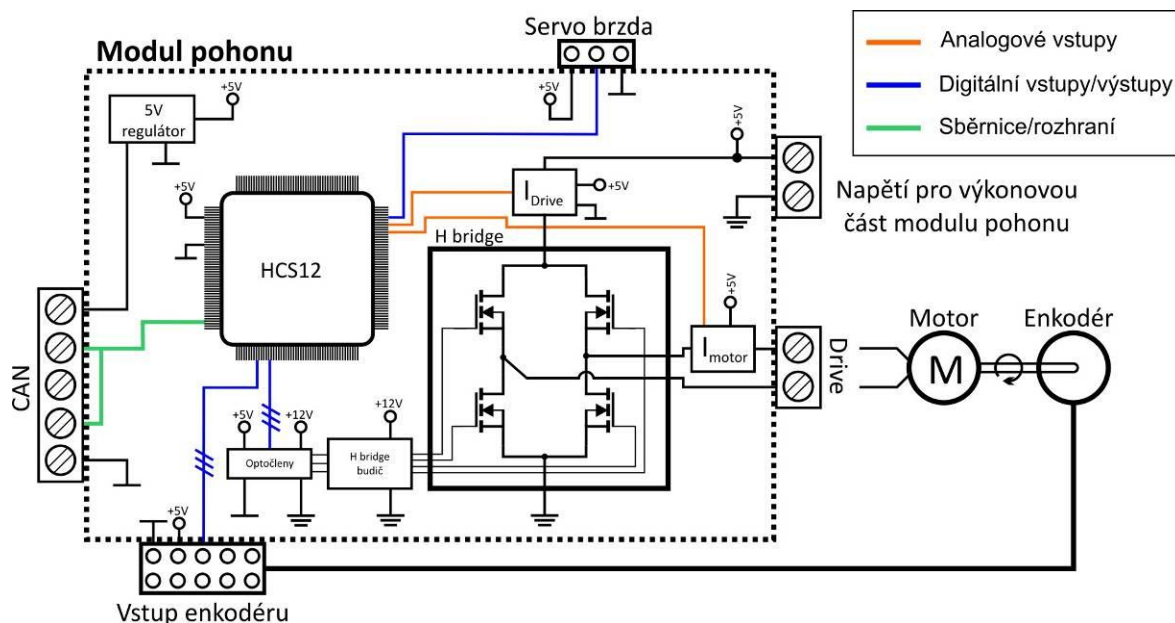 Servo brzda
Modul pohonu
Analogové vstupy
Digitální vstupy/výstupy
Sběrnice/rozhraní
5V
regulátor
+5V
+5V
+5V
+5V
I Drive
+5V
Napětí pro výkonovou
část modulu pohonu
HCS12
H bridge
+5V
I motor
CAN
Drive
Motor
M
Enkodér
+5V
+12V
+12V
Optočleny
H bridge
budič
+5V
Vstup enkodéru